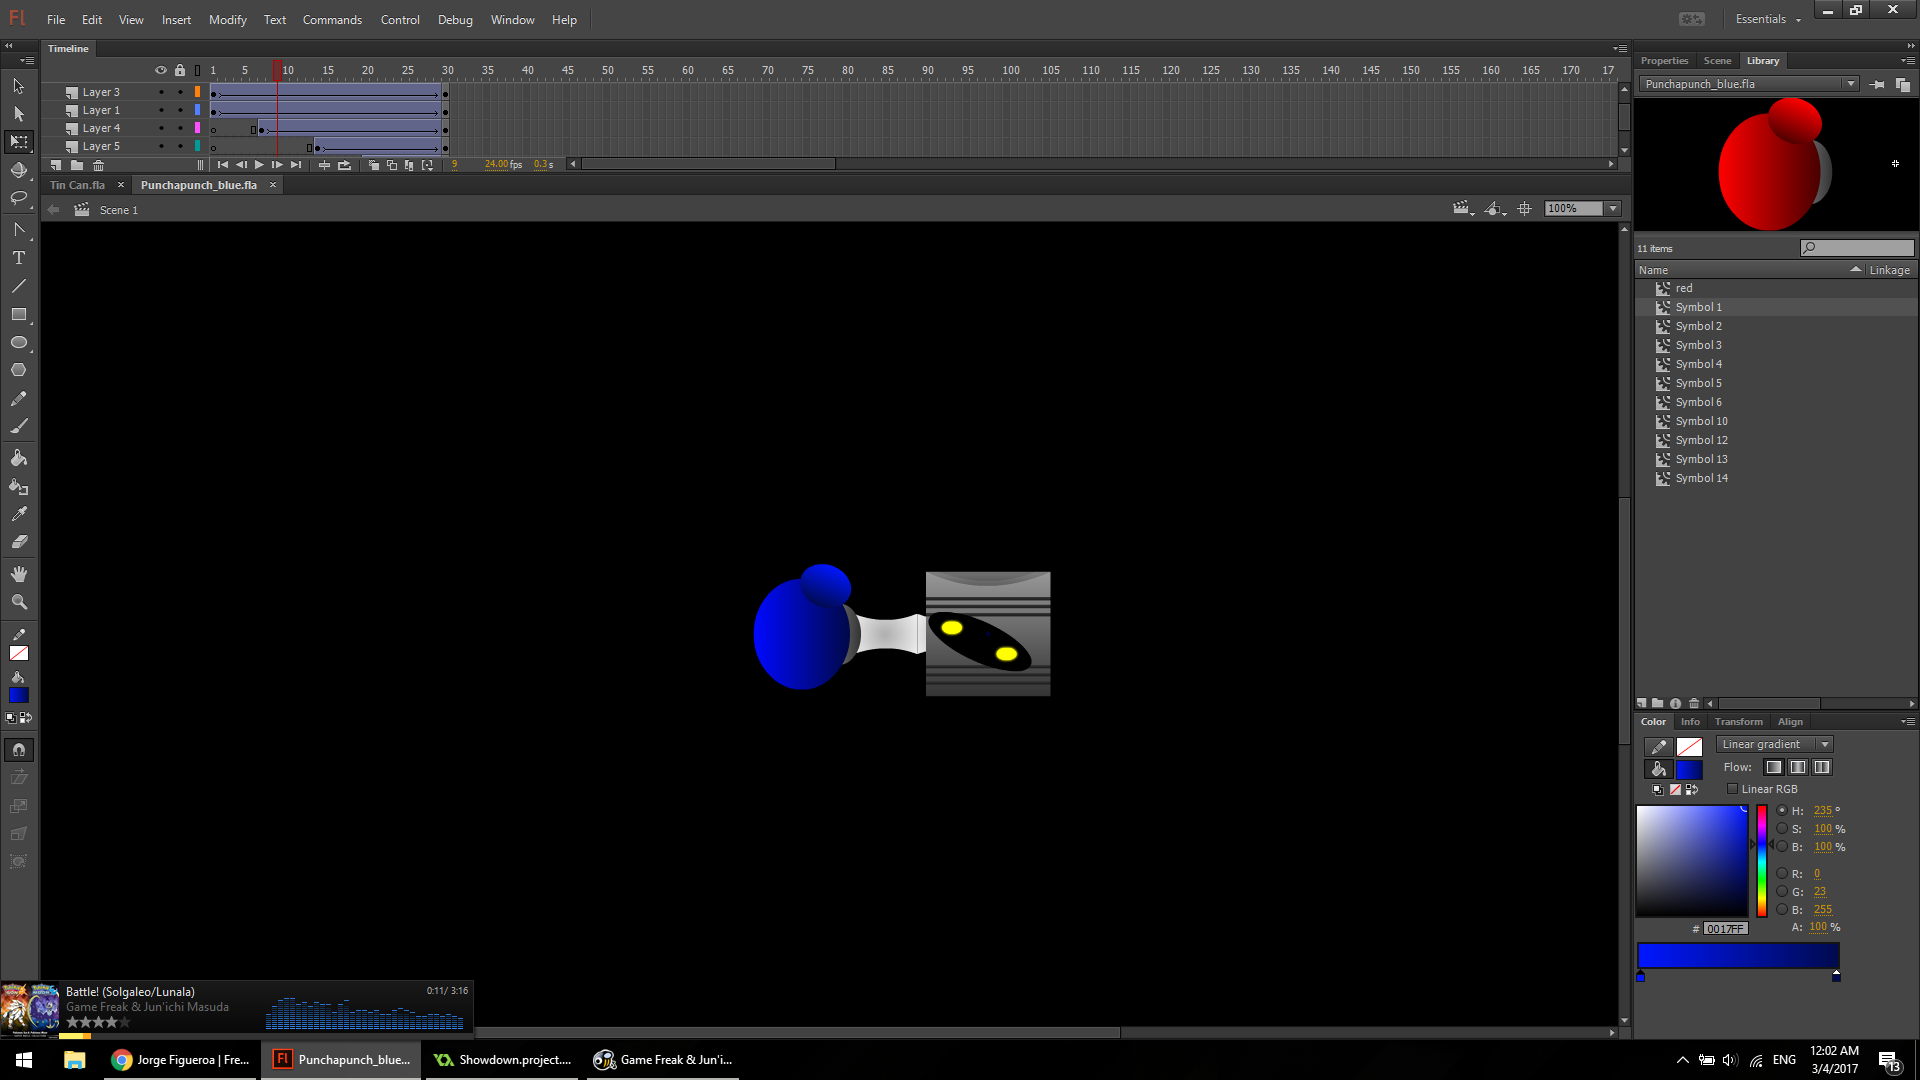 Fl File Edit View Insert Modify Text Commands Control Debug Window Help Essentials
Timeline
1 5 10 15 20 25 30 35 40 45 50 55 60 65 70 75 80 85 90 95 100 105 110 115 120 125 130 135 140 145 150 155 160 165 170 17
Layer 3
Layer 1
Layer 4
Layer 5
9 24.00 fps 0.3 s
Tin Can.fla × Punchapunch_blue.fla ×
Scene 1
100%
T
Properties Scene Library
Punchapunch_blue.fla
11 items
Name Linkage
red
Symbol 1
Symbol 2
Symbol 3
Symbol 4
Symbol 5
Symbol 6
Symbol 10
Symbol 12
Symbol 13
Symbol 14
Color Info Transform Align
Linear gradient
Flow:
Linear RGB
H: 235 °
S: 100 %
B: 100 %
R: 0
G: 23
B: 255
# 0017FF A: 100 %
Battle! (Solgaleo/Lunala) 0:11/ 3:16
Game Freak & Jun'ichi Masuda
Jorge Figueroa | Fre...
Fl Punchapunch_blue...
Showdown.project....
Game Freak & Jun'i...
ENG
12:02 AM
3/4/2017
13